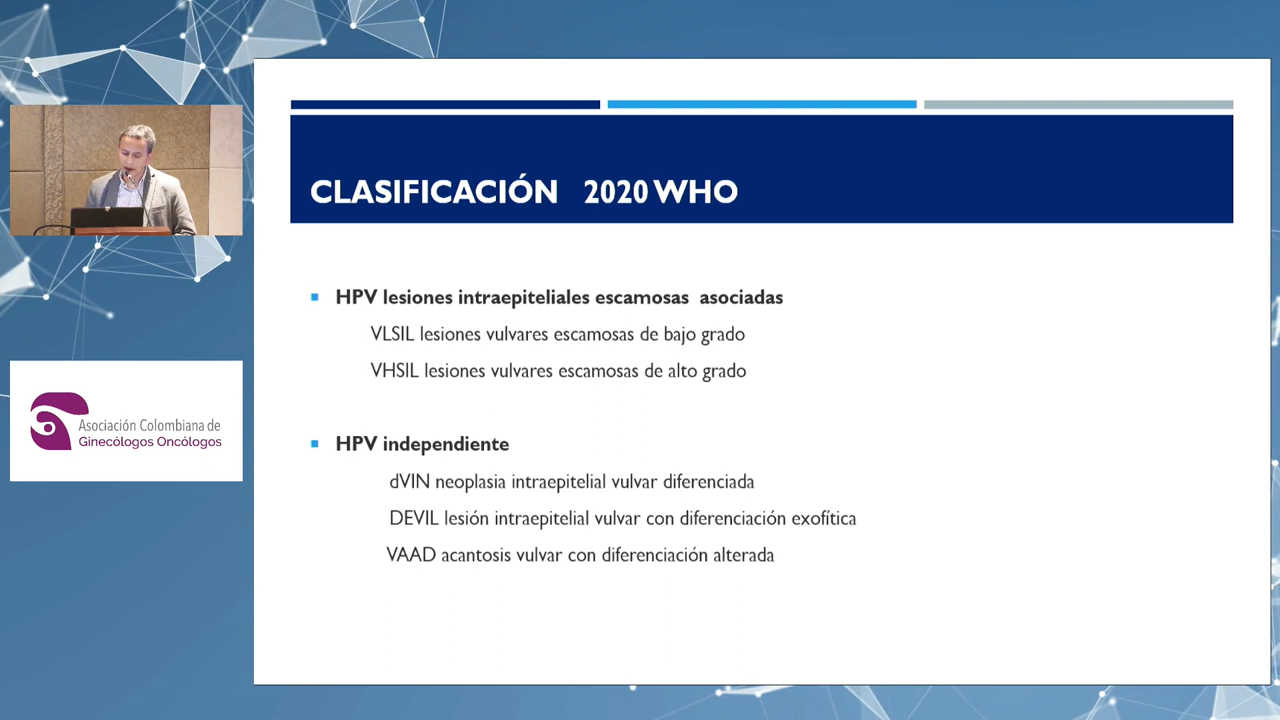 CLASIFICACIÓN 2020 WHO
HPV lesiones intraepiteliales escamosas asociadas
VLSIL lesiones vulvares escamosas de bajo grado
VHSIL lesiones vulvares escamosas de alto grado
HPV independiente
dVIN neoplasia intraepitelial vulvar diferenciada
DEVIL lesión intraepitelial vulvar con diferenciación exofítica
VAAD acantosis vulvar con diferenciación alterada
Asociación Colombiana de
Ginecólogos Oncólogos